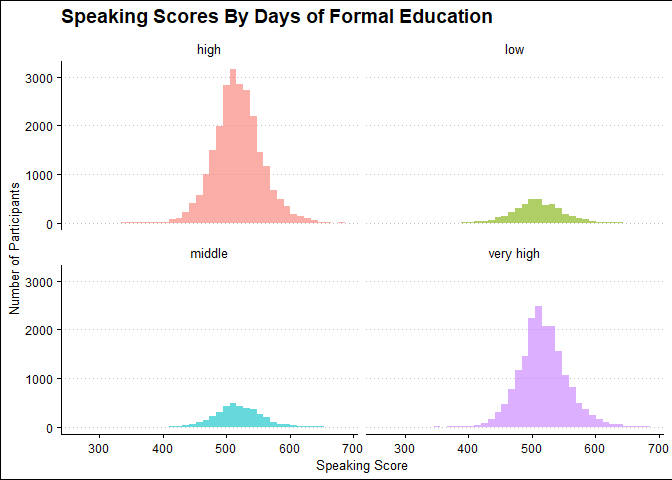 Speaking Scores By Days of Formal Education
high
low
3000
2000
1000
0
middle
very high
3000
2000
1000
0
300 400 500 600 700
300 400 500 600 700
Speaking Score
Number of Participants